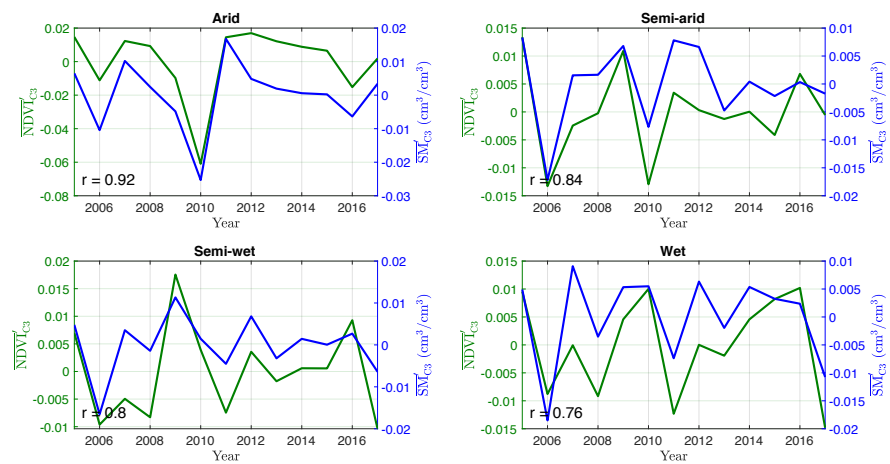 Arid
0.02
0
-0.02
-0.04
-0.06
-0.08
NDVI′C3
0.02
0.01
0
-0.01
-0.02
-0.03
SM′C3 (cm³/cm³)
r = 0.92
2006 2008 2010 2012 2014 2016
Year
Semi-arid
0.015
0.01
0.005
0
-0.005
-0.01
-0.015
NDVI′C3
0.01
0.005
0
-0.005
-0.01
-0.015
-0.02
SM′C3 (cm³/cm³)
r = 0.84
2006 2008 2010 2012 2014 2016
Year
Semi-wet
0.02
0.015
0.01
0.005
0
-0.005
-0.01
NDVI′C3
0.02
0.01
0
-0.01
-0.02
SM′C3 (cm³/cm³)
r = 0.8
2006 2008 2010 2012 2014 2016
Year
Wet
0.015
0.01
0.005
0
-0.005
-0.01
-0.015
NDVI′C3
0.01
0.005
0
-0.005
-0.01
-0.015
-0.02
SM′C3 (cm³/cm³)
r = 0.76
2006 2008 2010 2012 2014 2016
Year